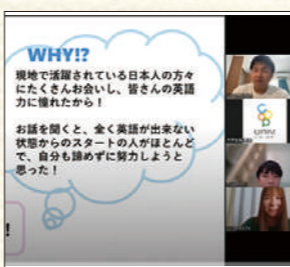 WHY!?
現地で活躍されている日本人の方々
にたくさんお会いし、皆さんの英語
力に憧れたから！
お話を聞くと、全く英語が出来ない
状態からのスタートの人がほとんど
で、自分も諦めずに努力しようと
思った！
!